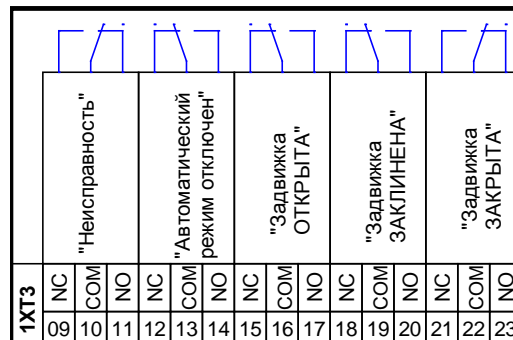 "Неисправность"
"Автоматический
режим отключен"
"Задвижка
ОТКРЫТА"
"Задвижка
ЗАКЛИНЕНА"
"Задвижка
ЗАКРЫТА"
1XT3
NC COM NO NC COM NO NC COM NO NC COM NO NC COM NO
09 10 11 12 13 14 15 16 17 18 19 20 21 22 23